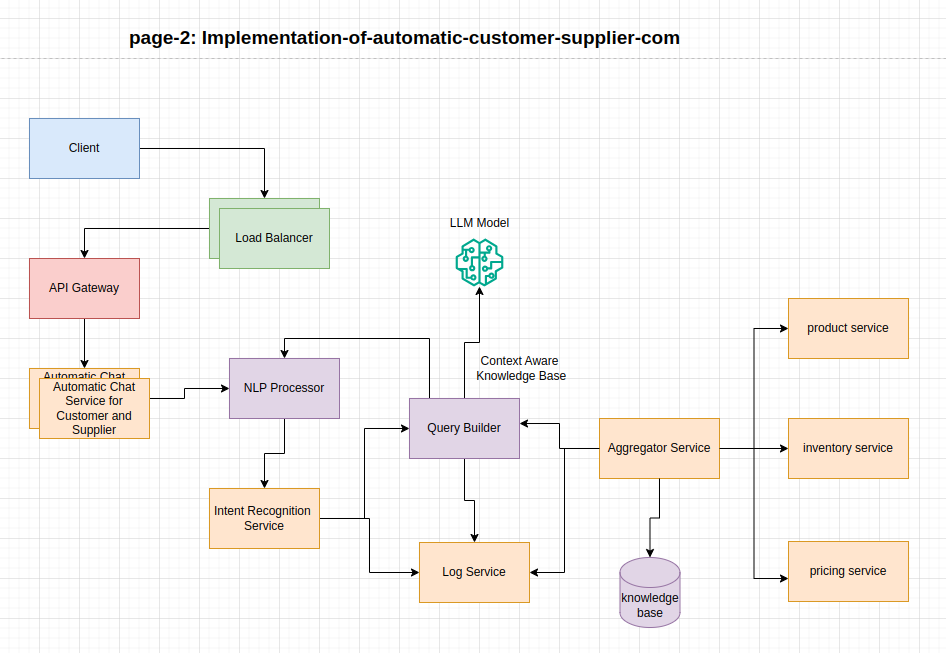 page-2: Implementation-of-automatic-customer-supplier-com
Client
Load Balancer
LLM Model
API Gateway
product service
Context Aware
Knowledge Base
Automatic Chat
Automatic Chat
Service for
Customer and
Supplier
NLP Processor
Query Builder
Aggregator Service
inventory service
Intent Recognition
Service
Log Service
pricing service
knowledge
base